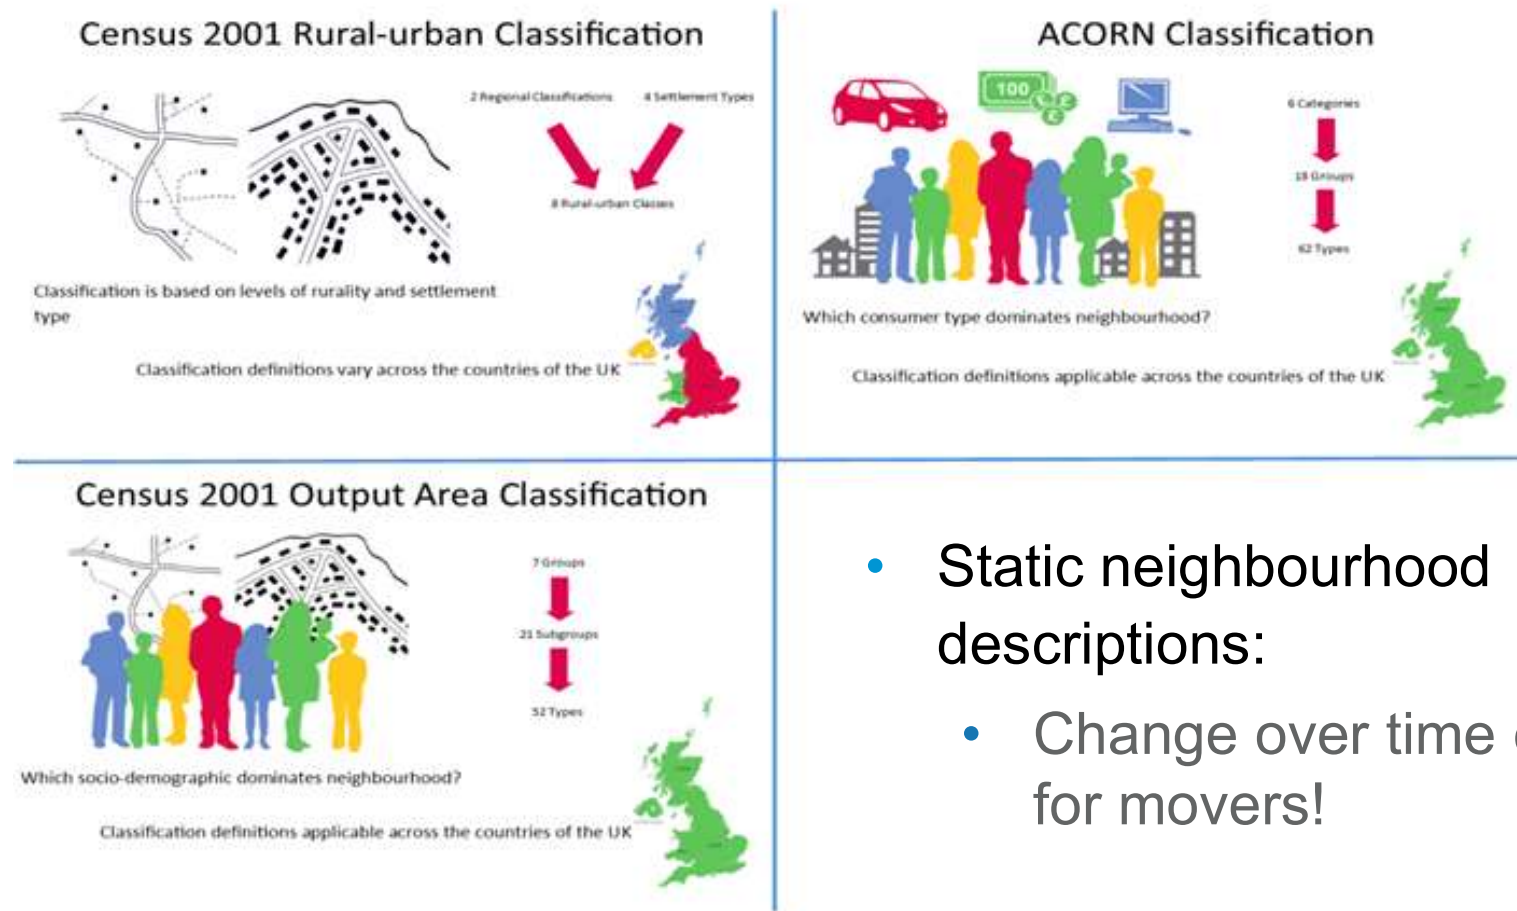 Census 2001 Rural-urban Classification
2 Regional Classifications
4 Settlement Types
8 Rural-urban Classes
Classification is based on levels of rurality and settlement
type
Classification definitions vary across the countries of the UK
ACORN Classification
100
6 Categories
18 Groups
62 Types
Which consumer type dominates neighbourhood?
Classification definitions applicable across the countries of the UK
Census 2001 Output Area Classification
7 Groups
21 Subgroups
52 Types
Which socio-demographic dominates neighbourhood?
Classification definitions applicable across the countries of the UK
• Static neighbourhood
descriptions:
• Change over time
for movers!